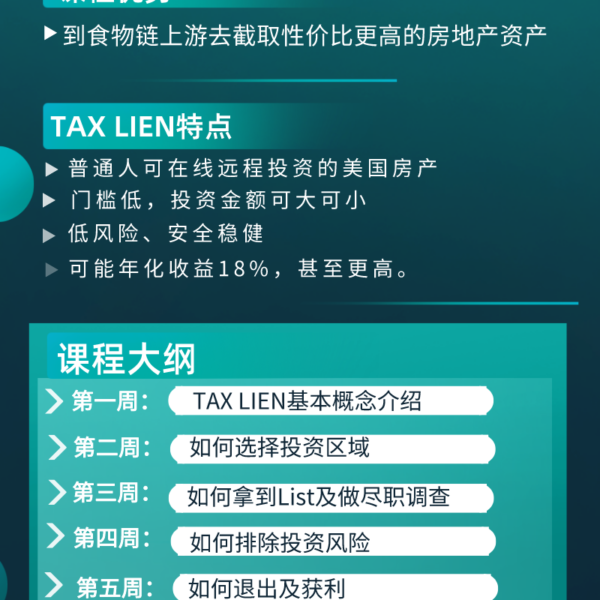 课程优势
到食物链上游去截取性价比更高的房地产资产
TAX LIEN特点
普通人可在线远程投资的美国房产
门槛低，投资金额可大可小
低风险、安全稳健
可能年化收益18%，甚至更高。
课程大纲
第一周： TAX LIEN基本概念介绍
第二周： 如何选择投资区域
第三周： 如何拿到List及做尽职调查
第四周： 如何排除投资风险
第五周： 如何退出及获利